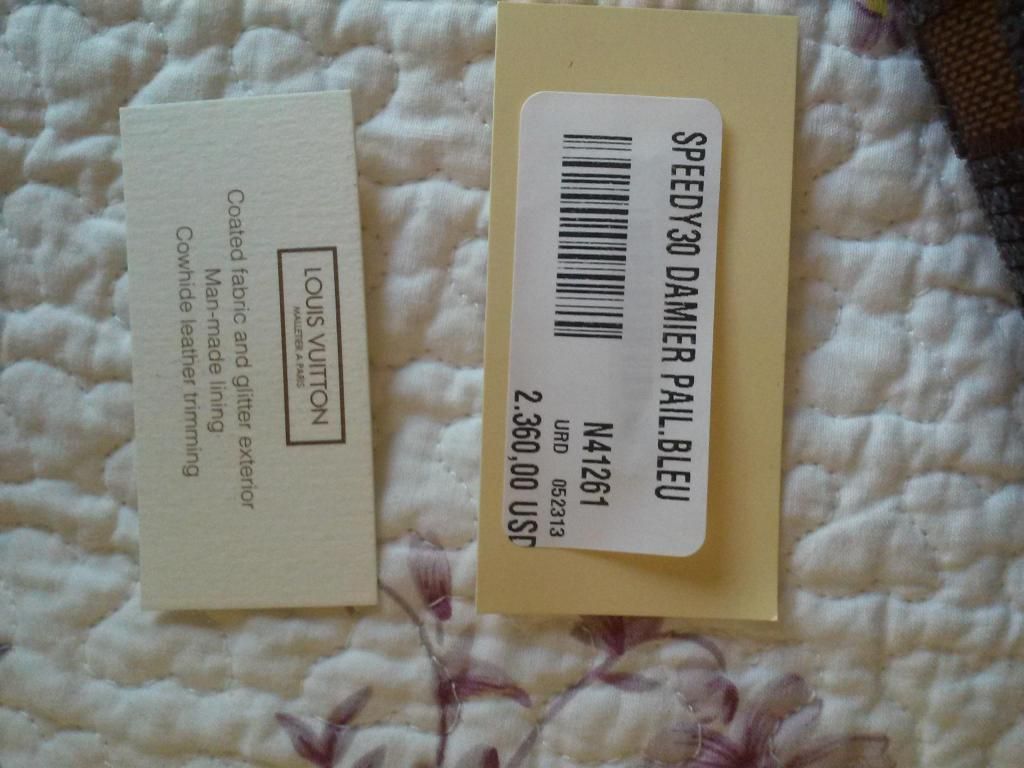 LOUIS VUITTON
MALLETIER A PARIS
Coated fabric and glitter exterior
Man-made lining
Cowhide leather trimming
SPEEDY30 DAMIER PAIL.BLEU
N41261
URD 052313
2.360,00 USD